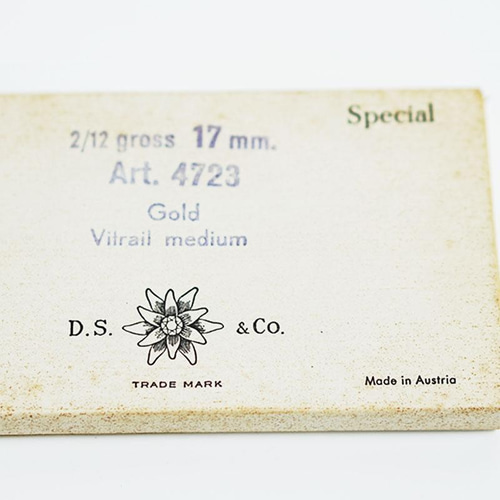 Special
2/12 gross 17 mm.
Art. 4723
Gold
Vitrail medium
D.S. & Co.
TRADE MARK
Made in Austria